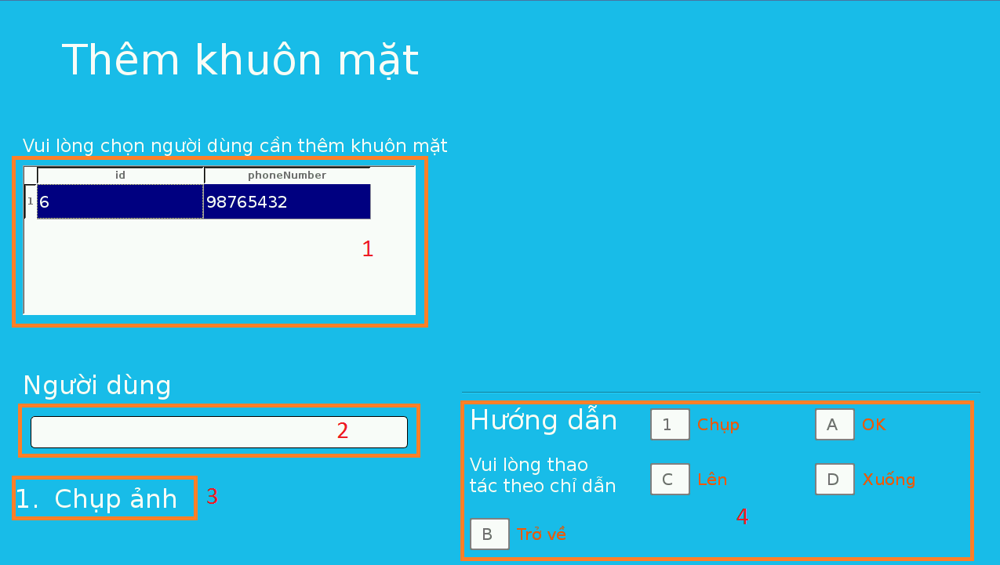 Thêm khuôn mặt
Vui lòng chọn người dùng cần thêm khuôn mặt
id phoneNumber
1 6 98765432
1
Người dùng
2
1. Chụp ảnh 3
Hướng dẫn
1 Chụp A OK
Vui lòng thao
tác theo chỉ dẫn
C Lên D Xuống
4
B Trở về